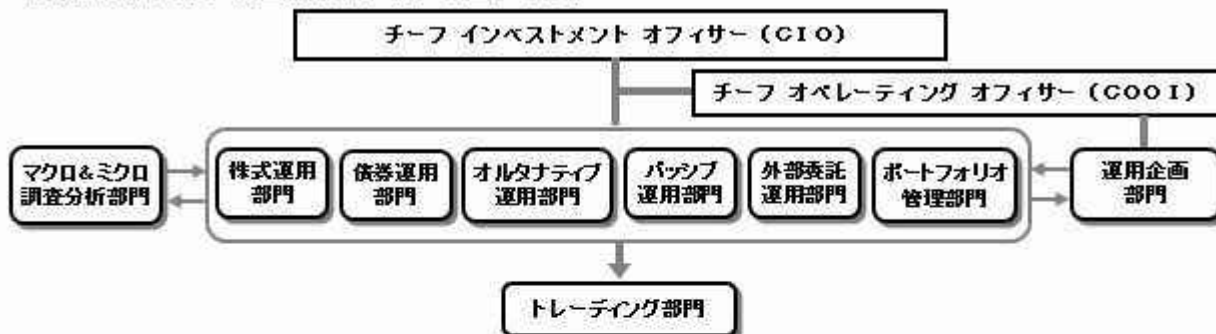 チーフ インベストメント オフィサー(CIO)
チーフ オペレーティング オフィサー(COOI)
マクロ&ミクロ
調査分析部門
株式運用
部門
債券運用
部門
オルタナティブ
運用部門
パッシブ
運用部門
外部委託
運用部門
ポートフォリオ
管理部門
運用企画
部門
トレーディング部門